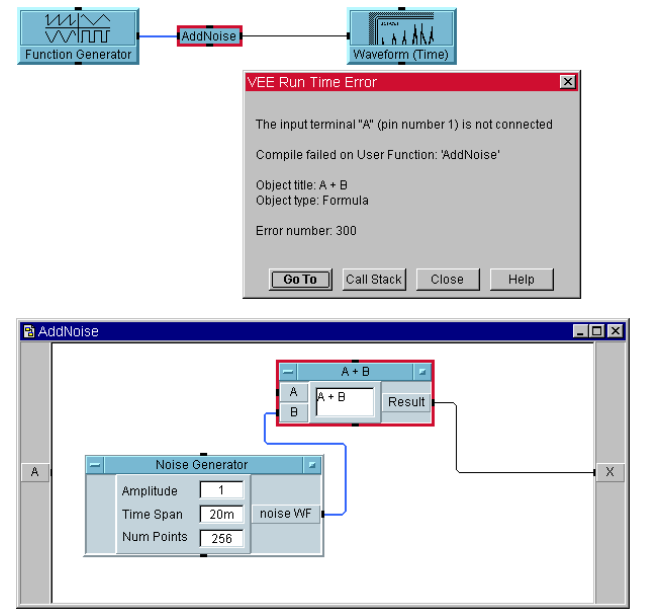 Function Generator
AddNoise
Waveform (Time)
VEE Run Time Error
The input terminal "A" (pin number 1) is not connected
Compile failed on User Function: 'AddNoise'
Object title: A + B
Object type: Formula
Error number: 300
Go To Call Stack Close Help
AddNoise
A + B
A
A + B
Result
B
A
X
Noise Generator
Amplitude 1
Time Span 20m
noise WF
Num Points 256